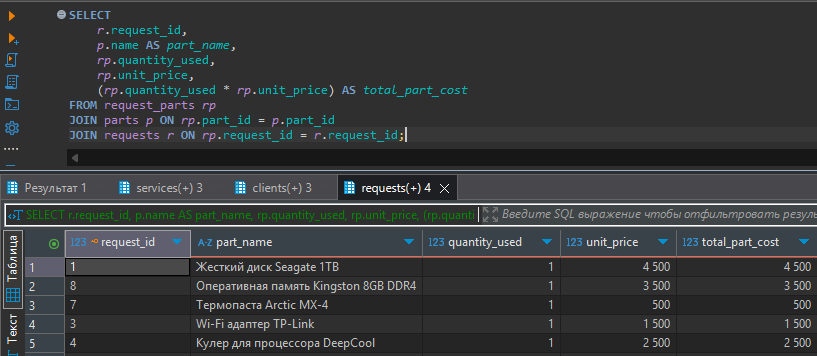 SELECT
r.request_id,
p.name AS part_name,
rp.quantity_used,
rp.unit_price,
(rp.quantity_used * rp.unit_price) AS total_part_cost
FROM request_parts rp
JOIN parts p ON rp.part_id = p.part_id
JOIN requests r ON rp.request_id = r.request_id;
Результат 1 services(+) 3 clients(+) 3 requests(+) 4
SELECT r.request_id, p.name AS part_name, rp.quantity_used, rp.unit_price, (rp.quanti Введите SQL выражение чтобы отфильтровать резуль
Таблица
Текст
123 request_id A-Z part_name 123 quantity_used 123 unit_price 123 total_part_cost
1 1 Жесткий диск Seagate 1TB 1 4 500 4 500
2 8 Оперативная память Kingston 8GB DDR4 1 3 500 3 500
3 7 Термопаста Arctic MX-4 1 500 500
4 3 Wi-Fi адаптер TP-Link 1 1 500 1 500
5 4 Кулер для процессора DeepCool 1 2 500 2 500